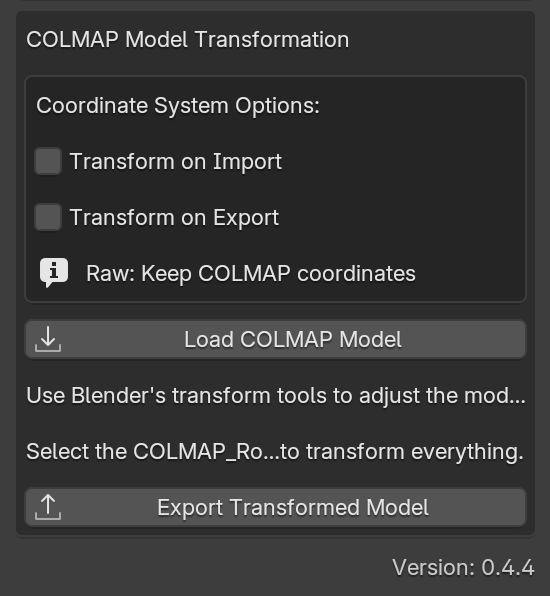 COLMAP Model Transformation
Coordinate System Options:
Transform on Import
Transform on Export
Raw: Keep COLMAP coordinates
Load COLMAP Model
Use Blender's transform tools to adjust the mod...
Select the COLMAP_Ro...to transform everything.
Export Transformed Model
Version: 0.4.4